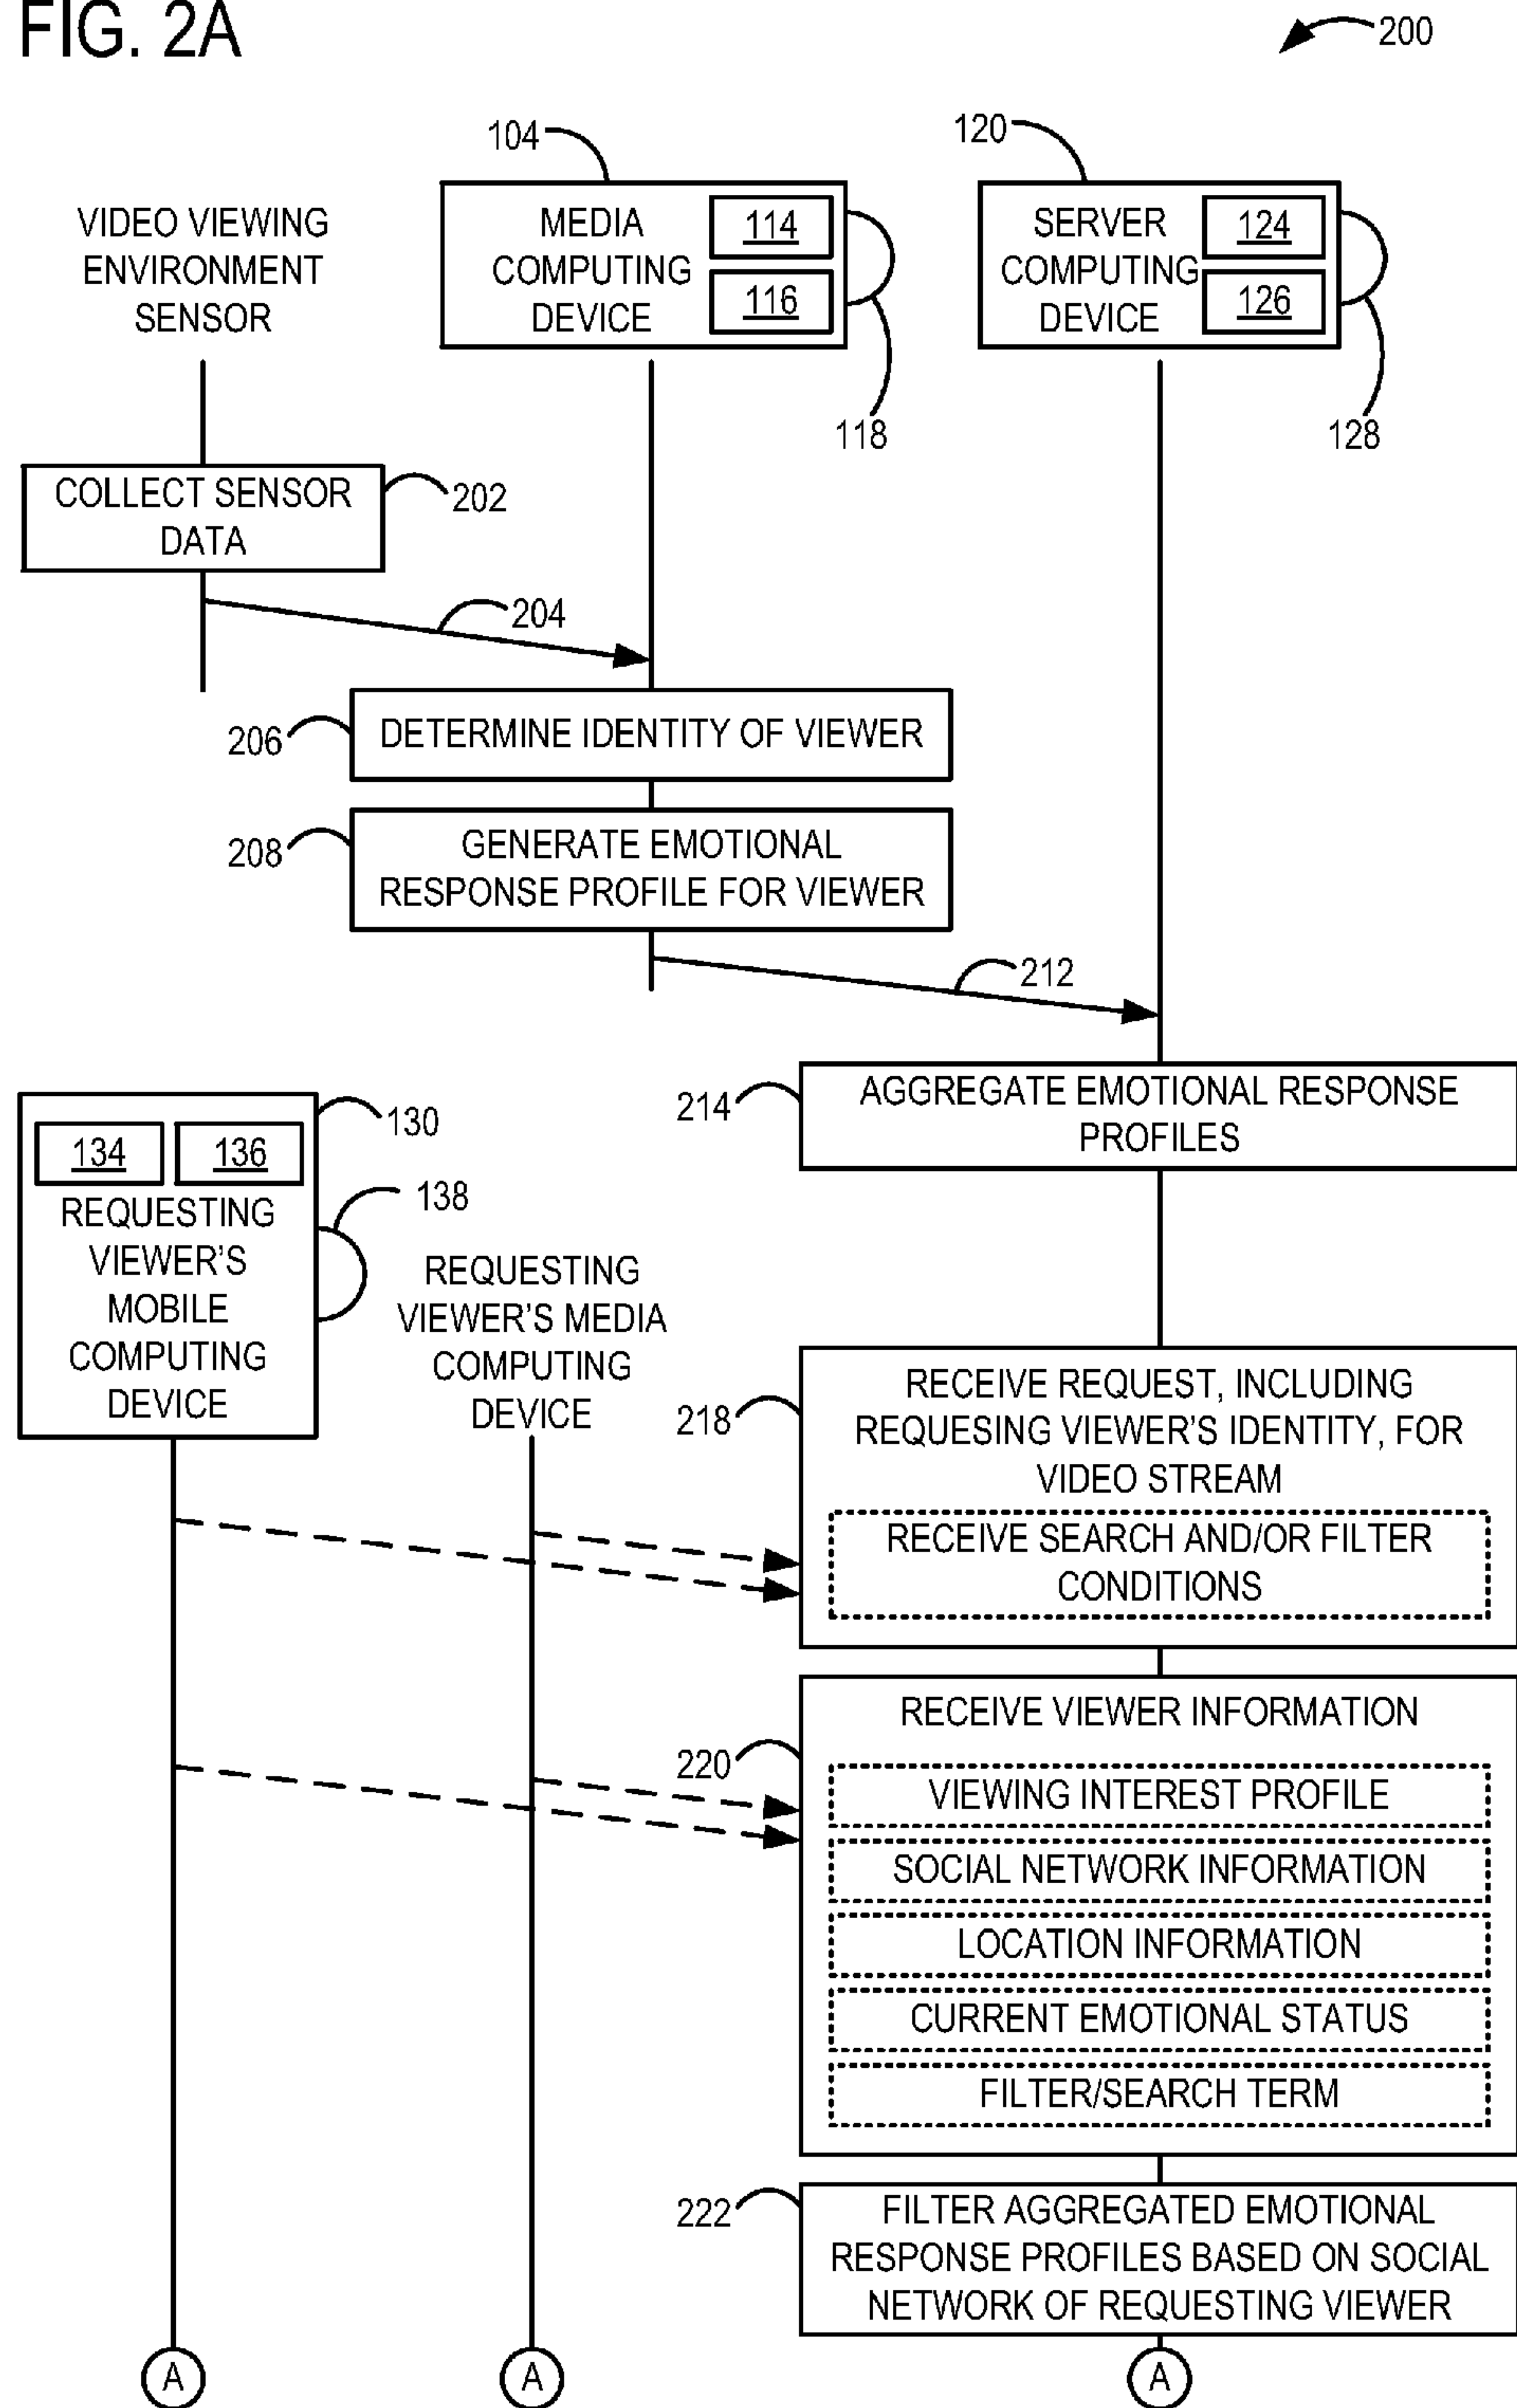 FIG. 2A
200
104
120
VIDEO VIEWING
ENVIRONMENT
SENSOR
MEDIA
COMPUTING
DEVICE
114
116
118
SERVER
COMPUTING
DEVICE
124
126
128
COLLECT SENSOR
DATA
202
204
206
DETERMINE IDENTITY OF VIEWER
208
GENERATE EMOTIONAL
RESPONSE PROFILE FOR VIEWER
212
214
AGGREGATE EMOTIONAL RESPONSE
PROFILES
130
134
136
138
REQUESTING
VIEWER'S
MOBILE
COMPUTING
DEVICE
REQUESTING
VIEWER'S MEDIA
COMPUTING
DEVICE
218
RECEIVE REQUEST, INCLUDING
REQUESING VIEWER'S IDENTITY, FOR
VIDEO STREAM
RECEIVE SEARCH AND/OR FILTER
CONDITIONS
220
RECEIVE VIEWER INFORMATION
VIEWING INTEREST PROFILE
SOCIAL NETWORK INFORMATION
LOCATION INFORMATION
CURRENT EMOTIONAL STATUS
FILTER/SEARCH TERM
222
FILTER AGGREGATED EMOTIONAL
RESPONSE PROFILES BASED ON SOCIAL
NETWORK OF REQUESTING VIEWER
A
A
A